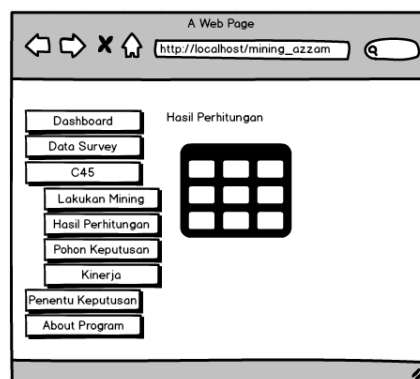 A Web Page
http://localhost/mining_azzam
Dashboard
Hasil Perhitungan
Data Survey
C45
Lakukan Mining
Hasil Perhitungan
Pohon Keputusan
Kinerja
Penentu Keputusan
About Program